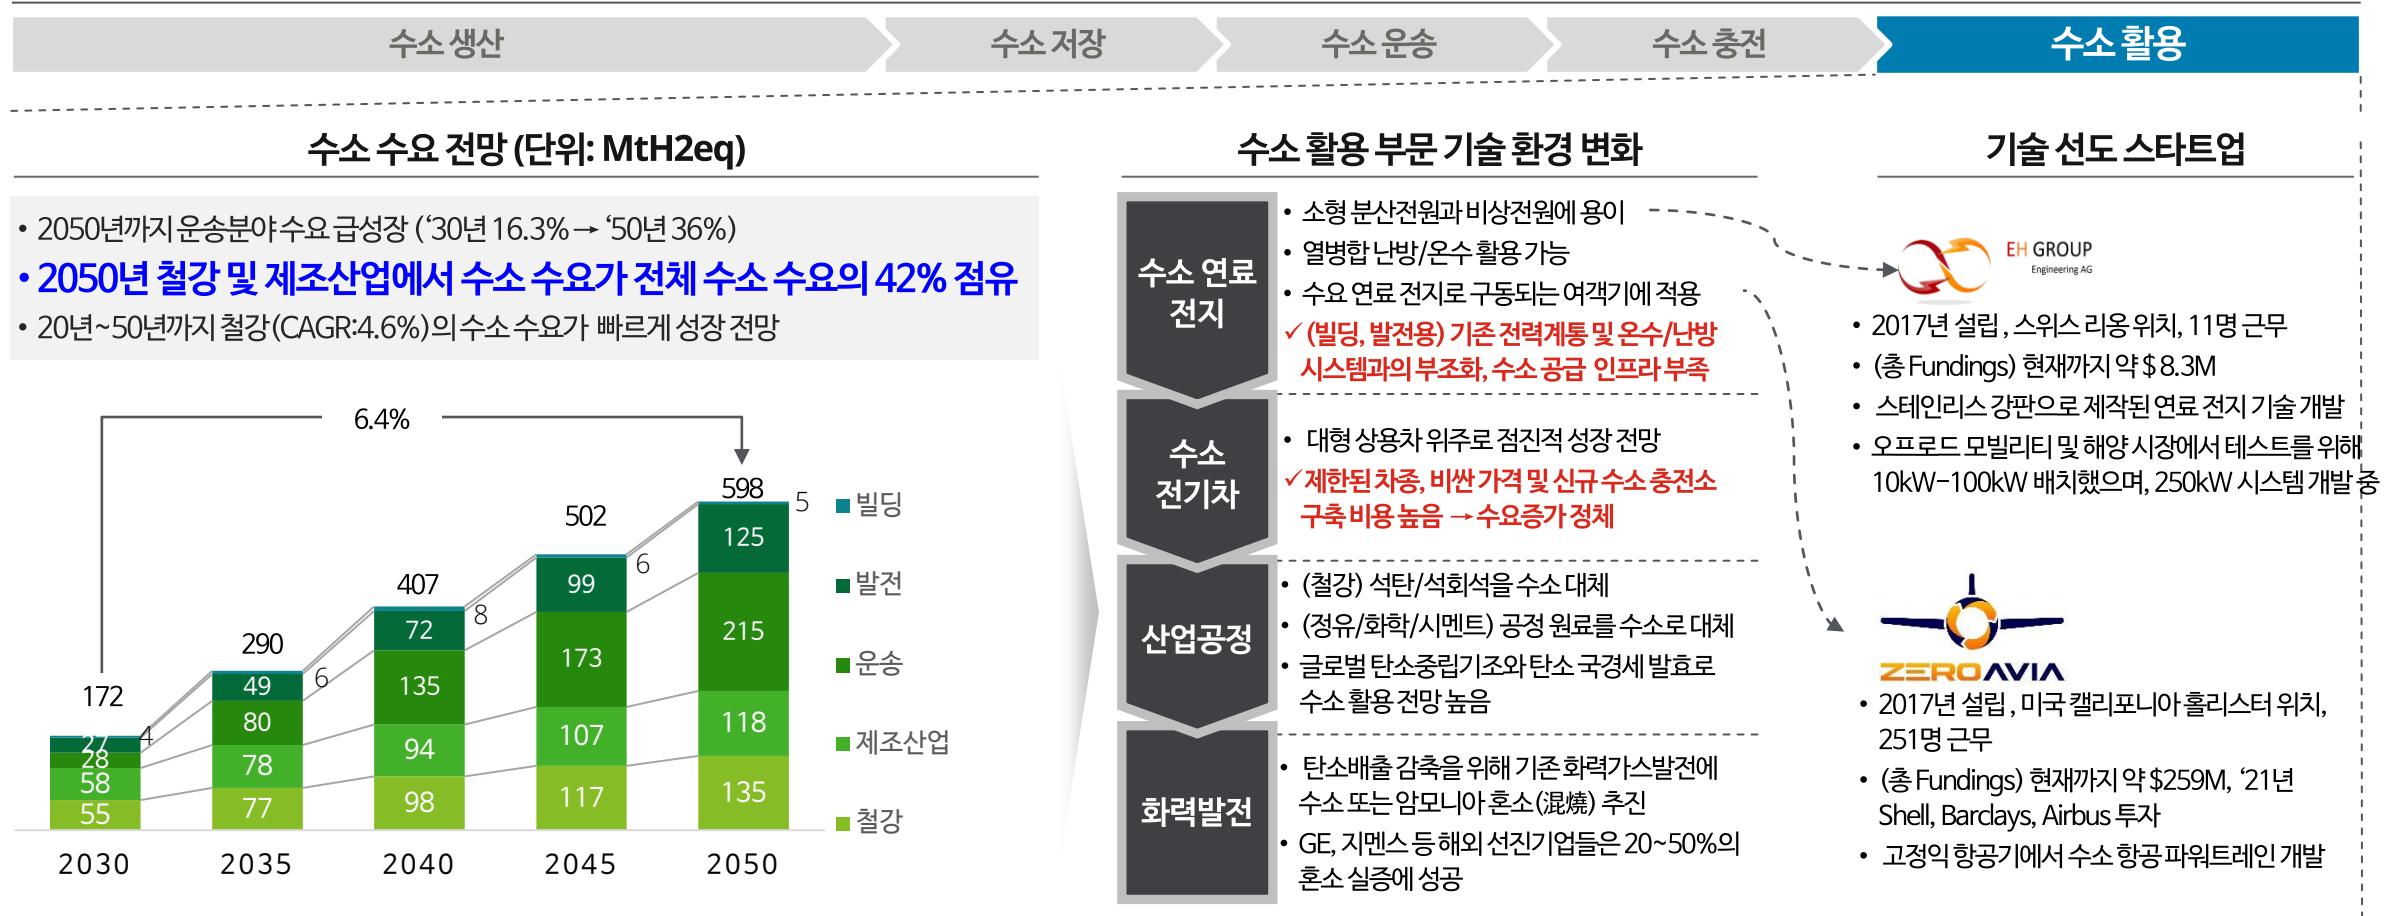 수소 생산
수소 저장
수소 운송
수소 충전
수소 활용
수소 수요 전망 (단위: MtH2eq)
• 2050년까지 운송분야 수요 급성장 (‘30년 16.3% → ‘50년 36%)
• 2050년 철강 및 제조산업에서 수소 수요가 전체 수소 수요의 42% 점유
• 20년~50년까지 철강(CAGR:4.6%)의 수소 수요가 빠르게 성장 전망
6.4%
172
290
407
502
598
4
27
28
58
55
6
49
80
78
77
8
72
135
94
98
6
99
173
107
117
5
125
215
118
135
2030
2035
2040
2045
2050
빌딩
발전
운송
제조산업
철강
수소 활용 부문 기술 환경 변화
수소 연료
전지
• 소형 분산전원과 비상전원에 용이
• 열병합 난방/온수 활용 가능
• 수요 연료 전지로 구동되는 여객기에 적용
✓ (빌딩, 발전용) 기존 전력계통 및 온수/난방
시스템과의 부조화, 수소 공급 인프라 부족
수소
전기차
• 대형 상용차 위주로 점진적 성장 전망
✓ 제한된 차종, 비싼 가격 및 신규 수소 충전소
구축 비용 높음 → 수요증가 정체
산업공정
• (철강) 석탄/석회석을 수소 대체
• (정유/화학/시멘트) 공정 원료를 수소로 대체
• 글로벌 탄소중립기조와 탄소 국경세 발효로
수소 활용 전망 높음
화력발전
• 탄소배출 감축을 위해 기존 화력가스발전에
수소 또는 암모니아 혼소(混燒) 추진
• GE, 지멘스 등 해외 선진기업들은 20~50%의
혼소 실증에 성공
기술 선도 스타트업
EH GROUP
Engineering AG
• 2017년 설립 , 스위스 리옹 위치, 11명 근무
• (총 Fundings) 현재까지 약 $ 8.3M
• 스테인리스 강판으로 제작된 연료 전지 기술 개발
• 오프로드 모빌리티 및 해양 시장에서 테스트를 위해
10kW–100kW 배치했으며, 250kW 시스템 개발 중
ZEROAVIA
• 2017년 설립 , 미국 캘리포니아 홀리스터 위치,
251명 근무
• (총 Fundings) 현재까지 약 $259M, ‘21년
Shell, Barclays, Airbus 투자
• 고정익 항공기에서 수소 항공 파워트레인 개발